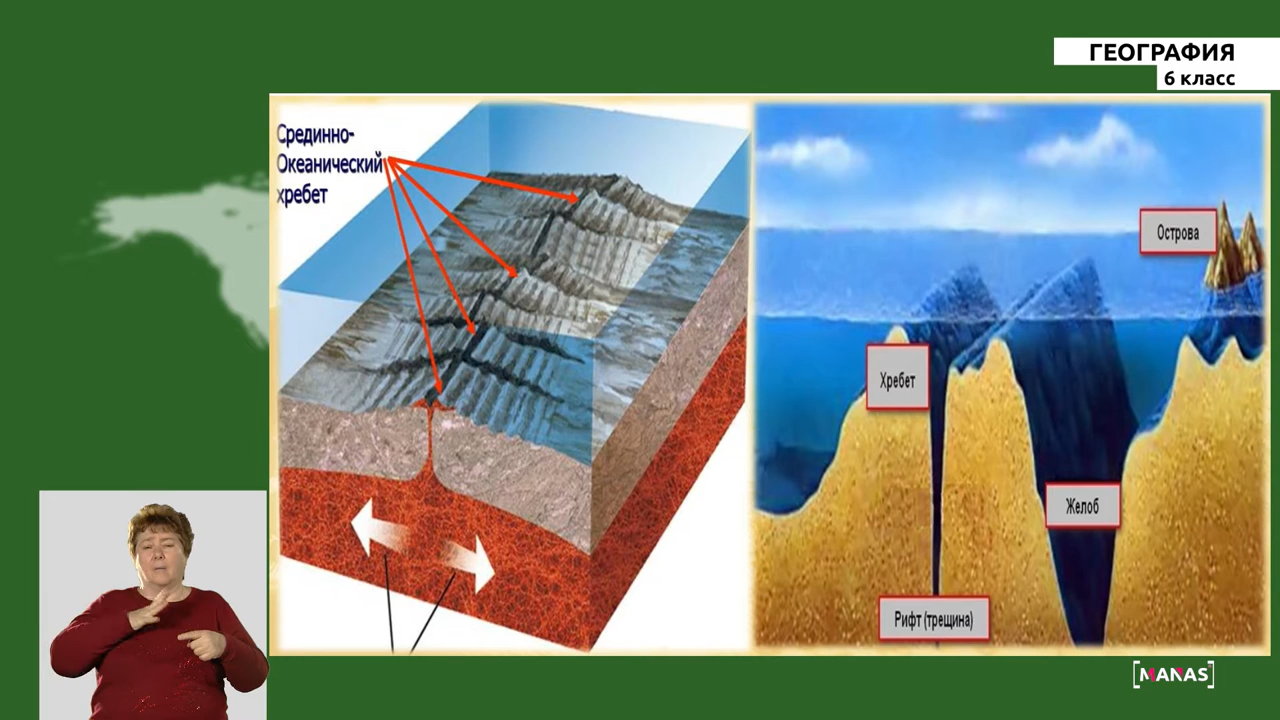 ГЕОГРАФИЯ
6 класс
Срединно-
Океанический
хребет
Острова
Хребет
Желоб
Рифт (трещина)
[MANAS]